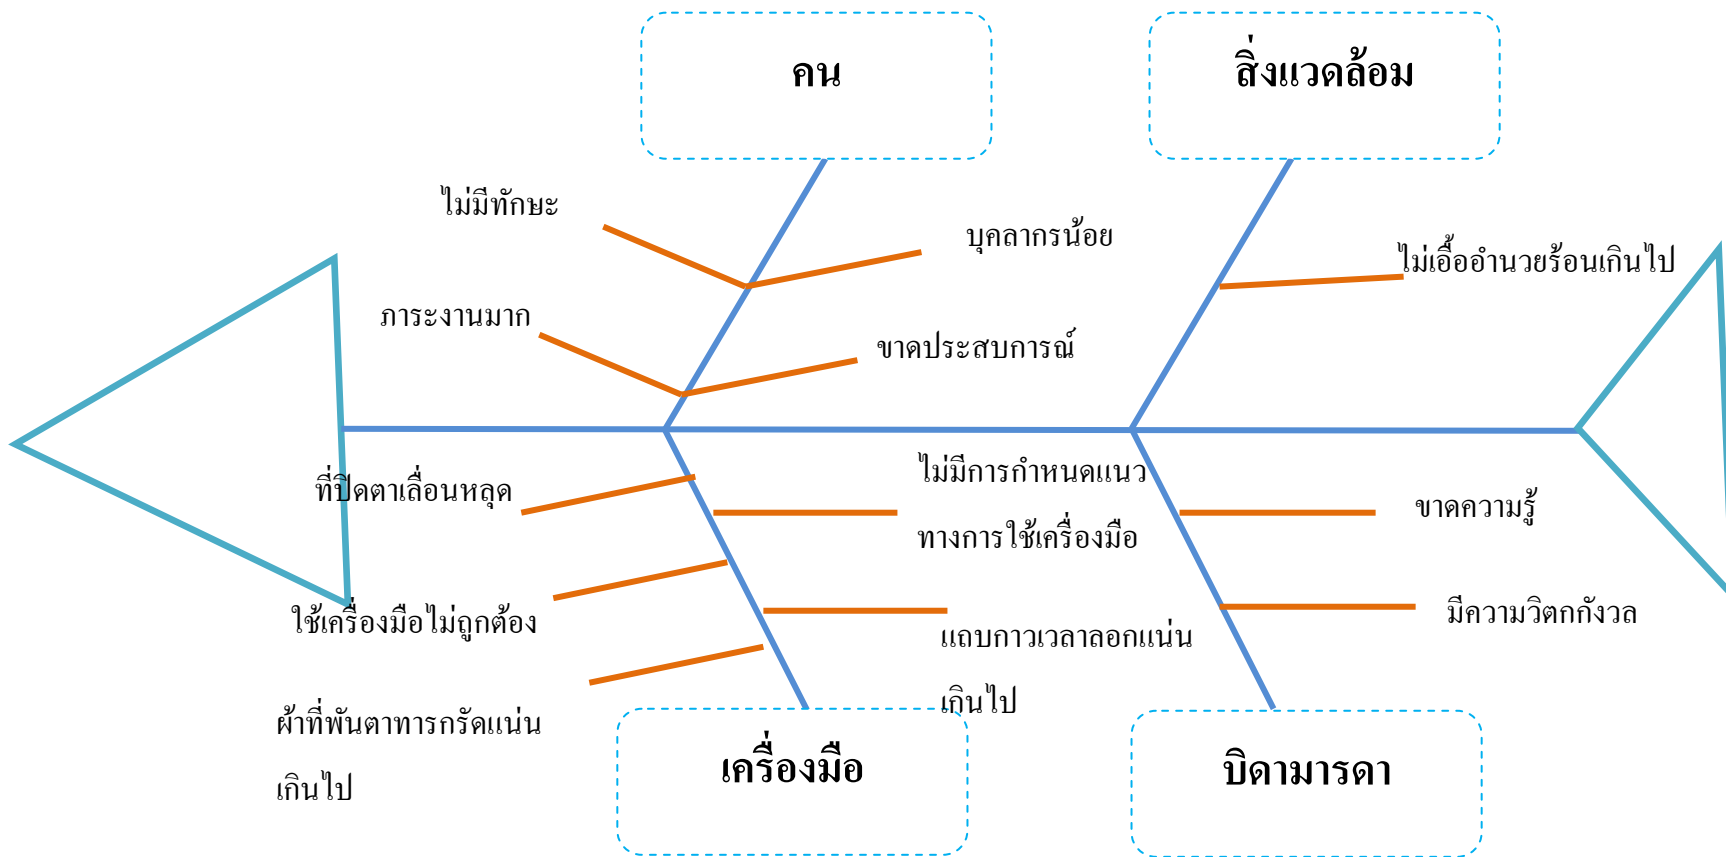 คน
สิ่งแวดล้อม
ไม่มีทักษะ
บุคลากรน้อย
ไม่เอื้ออำนวยร้อนเกินไป
ภาระงานมาก
ขาดประสบการณ์
ที่ปิดตาเลื่อนหลุด
ไม่มีการกำหนดแนว
ทางการใช้เครื่องมือ
ขาดความรู้
ใช้เครื่องมือไม่ถูกต้อง
แถบกาวเวลาลอกแน่น
เกินไป
มีความวิตกกังวล
ผ้าที่พันตาทารกรัดแน่น
เกินไป
เครื่องมือ
บิดามารดา